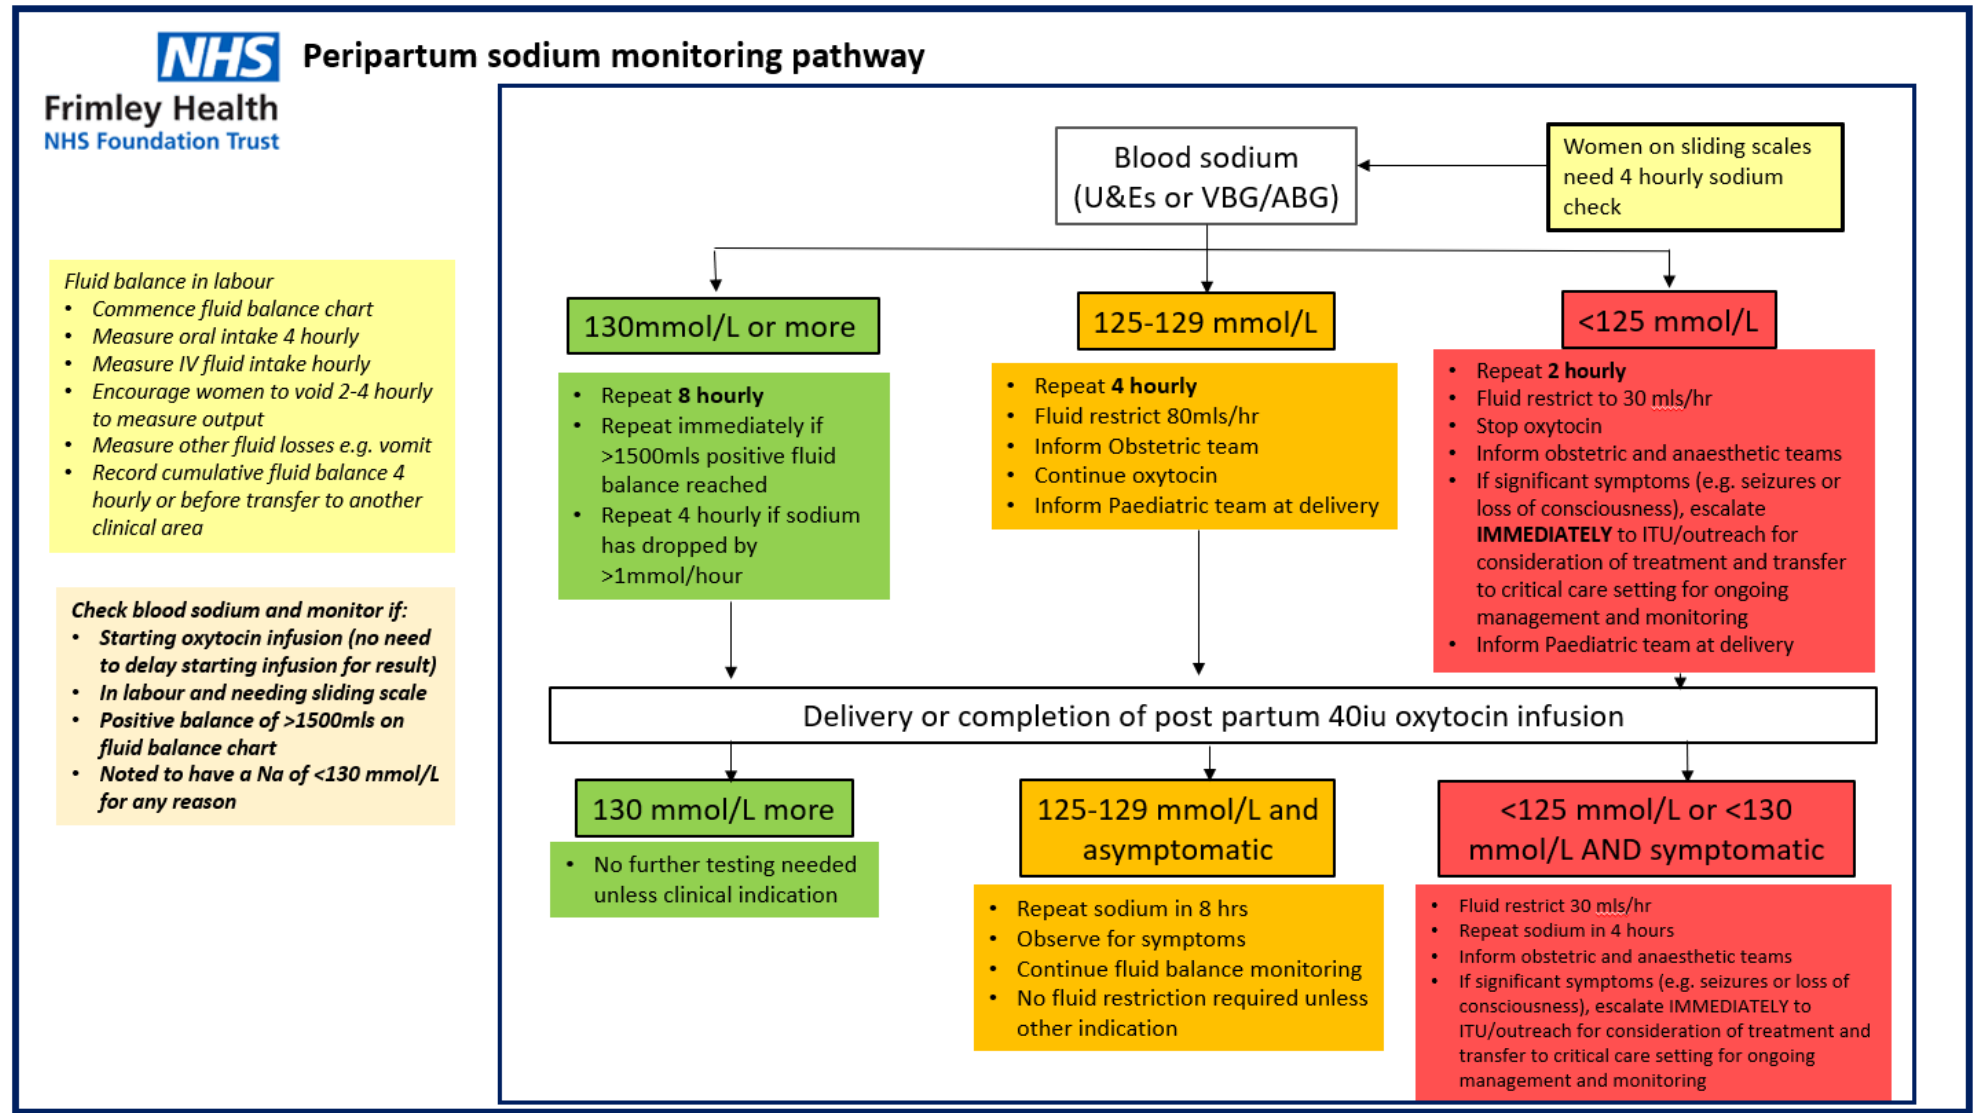 NHS
Frimley Health
NHS Foundation Trust
Peripartum sodium monitoring pathway
Fluid balance in labour
• Commence fluid balance chart
• Measure oral intake 4 hourly
• Measure IV fluid intake hourly
• Encourage women to void 2-4 hourly
to measure output
• Measure other fluid losses e.g. vomit
• Record cumulative fluid balance 4
hourly or before transfer to another
clinical area
Check blood sodium and monitor if:
• Starting oxytocin infusion (no need
to delay starting infusion for result)
• In labour and needing sliding scale
• Positive balance of >1500mls on
fluid balance chart
• Noted to have a Na of <130 mmol/L
for any reason
Blood sodium
(U&Es or VBG/ABG)
Women on sliding scales
need 4 hourly sodium
check
130mmol/L or more
• Repeat 8 hourly
• Repeat immediately if
>1500mls positive fluid
balance reached
• Repeat 4 hourly if sodium
has dropped by
>1mmol/hour
125-129 mmol/L
• Repeat 4 hourly
• Fluid restrict 80mls/hr
• Inform Obstetric team
• Continue oxytocin
• Inform Paediatric team at delivery
<125 mmol/L
• Repeat 2 hourly
• Fluid restrict to 30 mls/hr
• Stop oxytocin
• Inform obstetric and anaesthetic teams
• If significant symptoms (e.g. seizures or
loss of consciousness), escalate
IMMEDIATELY to ITU/outreach for
consideration of treatment and transfer
to critical care setting for ongoing
management and monitoring
• Inform Paediatric team at delivery
Delivery or completion of post partum 40iu oxytocin infusion
130 mmol/L more
• No further testing needed
unless clinical indication
125-129 mmol/L and
asymptomatic
• Repeat sodium in 8 hrs
• Observe for symptoms
• Continue fluid balance monitoring
• No fluid restriction required unless
other indication
<125 mmol/L or <130
mmol/L AND symptomatic
• Fluid restrict 30 mls/hr
• Repeat sodium in 4 hours
• Inform obstetric and anaesthetic teams
• If significant symptoms (e.g. seizures or loss of
consciousness), escalate IMMEDIATELY to
ITU/outreach for consideration of treatment and
transfer to critical care setting for ongoing
management and monitoring